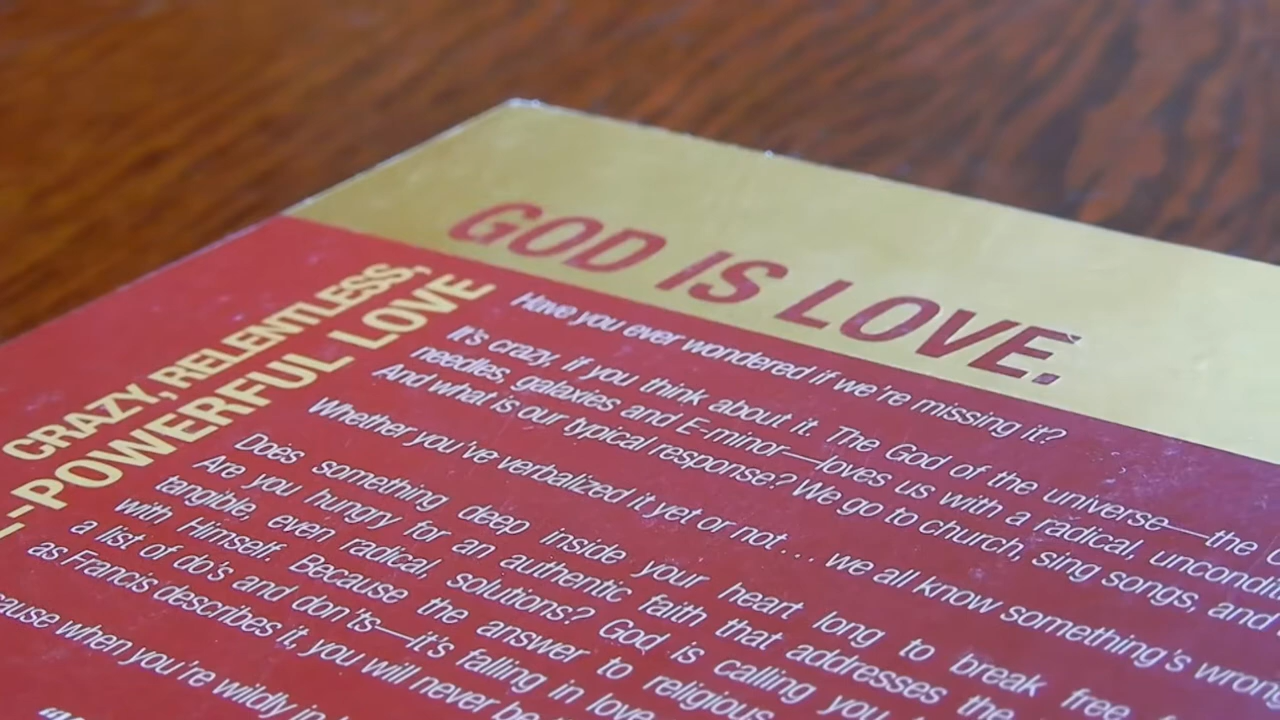 GOD IS LOVE.
CRAZY, RELENTLESS,
-POWERFUL LOVE
Have you ever wondered if we're missing it?
It's crazy, if you think about it. The God of the universe—the
needles, galaxies and E-minor—loves us with a radical, uncondit
And what is our typical response? We go to church, sing songs, and
Whether you've verbalized it yet or not... we all know something's wrong
Does something deep inside your heart long to break free
Are you hungry for an authentic faith that addresses the
tangible, even radical, solutions? God is calling you
with Himself. Because the answer to religious
a list of do's and don'ts—it's falling in love
as Francis describes it, you will never be
cause when you're wildly in